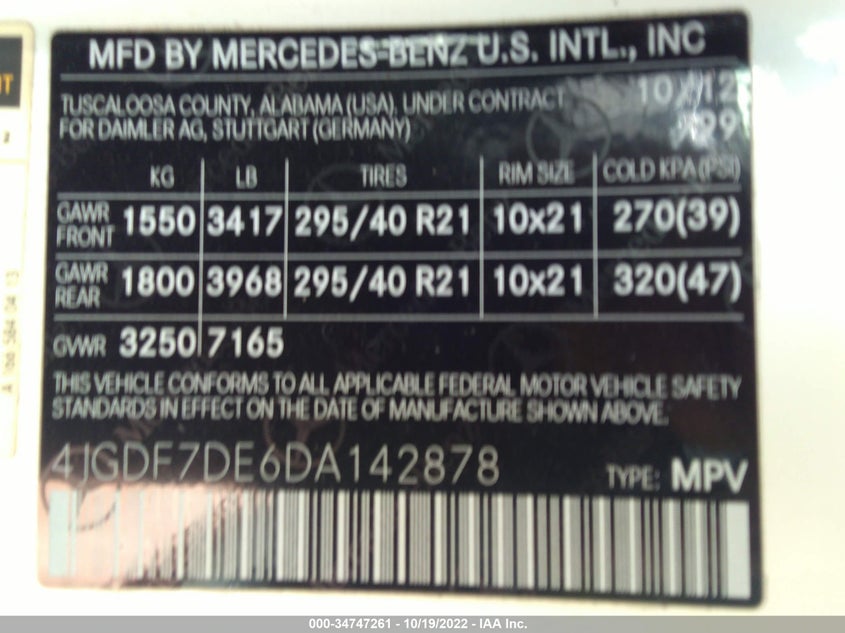 MFD BY MERCEDES-BENZ U.S. INTL., INC
TUSCALOOSA COUNTY, ALABAMA (USA), UNDER CONTRACT 10/12
FOR DAIMLER AG, STUTTGART (GERMANY) 799
KG LB TIRES RIM SIZE COLD KPA(PSI)
GAWR FRONT 1550 3417 295/40 R21 10x21 270(39)
GAWR REAR 1800 3968 295/40 R21 10x21 320(47)
GVWR 3250 7165
THIS VEHICLE CONFORMS TO ALL APPLICABLE FEDERAL MOTOR VEHICLE SAFETY
STANDARDS IN EFFECT ON THE DATE OF MANUFACTURE SHOWN ABOVE.
4JGDF7DE6DA142878 TYPE: MPV
000-34747261 - 10/19/2022 - IAA Inc.